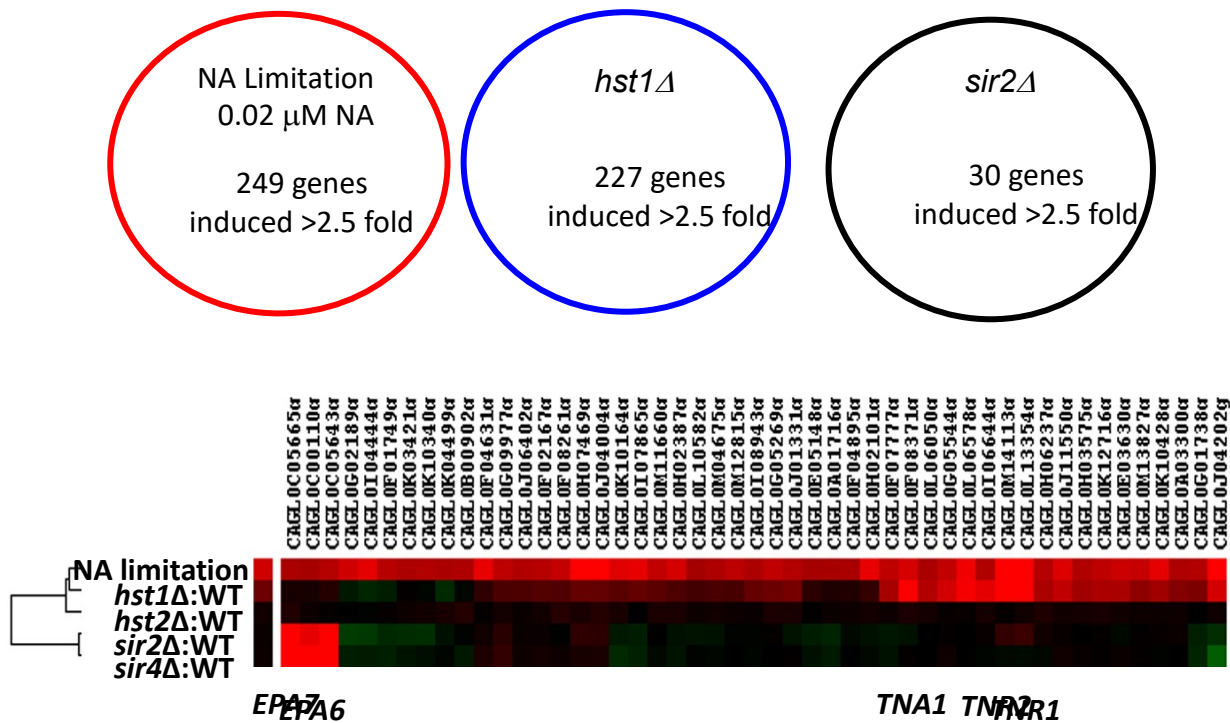 NA Limitation
0.02 µM NA
249 genes
induced >2.5 fold
hst1Δ
227 genes
induced >2.5 fold
sir2Δ
30 genes
induced >2.5 fold
CAGL0C05665g
CAGL0C00110g
CAGL0C05643g
CAGL0G02189g
CAGL0I04444g
CAGL0F01749g
CAGL0K03421g
CAGL0K10340g
CAGL0K04499g
CAGL0B00902g
CAGL0F04631g
CAGL0G09977g
CAGL0J06402g
CAGL0F02167g
CAGL0F08261g
CAGL0H07469g
CAGL0J04004g
CAGL0K10164g
CAGL0I07865g
CAGL0M11660g
CAGL0H02387g
CAGL0L10582g
CAGL0M04675g
CAGL0M12815g
CAGL0I08943g
CAGL0G05269g
CAGL0J01331g
CAGL0E05148g
CAGL0A01716g
CAGL0F04895g
CAGL0H02101g
CAGL0F07777g
CAGL0F08371g
CAGL0L06050g
CAGL0G05544g
CAGL0L06578g
CAGL0I06644g
CAGL0M14113g
CAGL0L13354g
CAGL0H06237g
CAGL0J11550g
CAGL0H03575g
CAGL0K12716g
CAGL0E03630g
CAGL0M13827g
CAGL0K10428g
CAGL0A03300g
CAGL0G01738g
CAGL0J04202g
NA limitation
hst1Δ:WT
hst2Δ:WT
sir2Δ:WT
sir4Δ:WT
EPA7
EPA6
TNA1
TNR2
TNR1